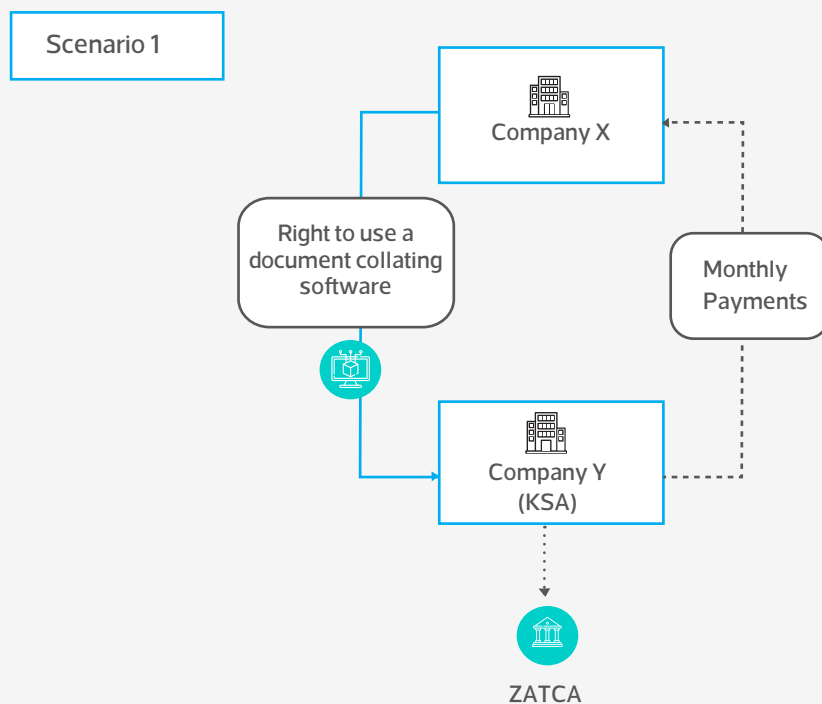 Scenario 1
Company X
Right to use a
document collating
software
Monthly
Payments
Company Y
(KSA)
ZATCA